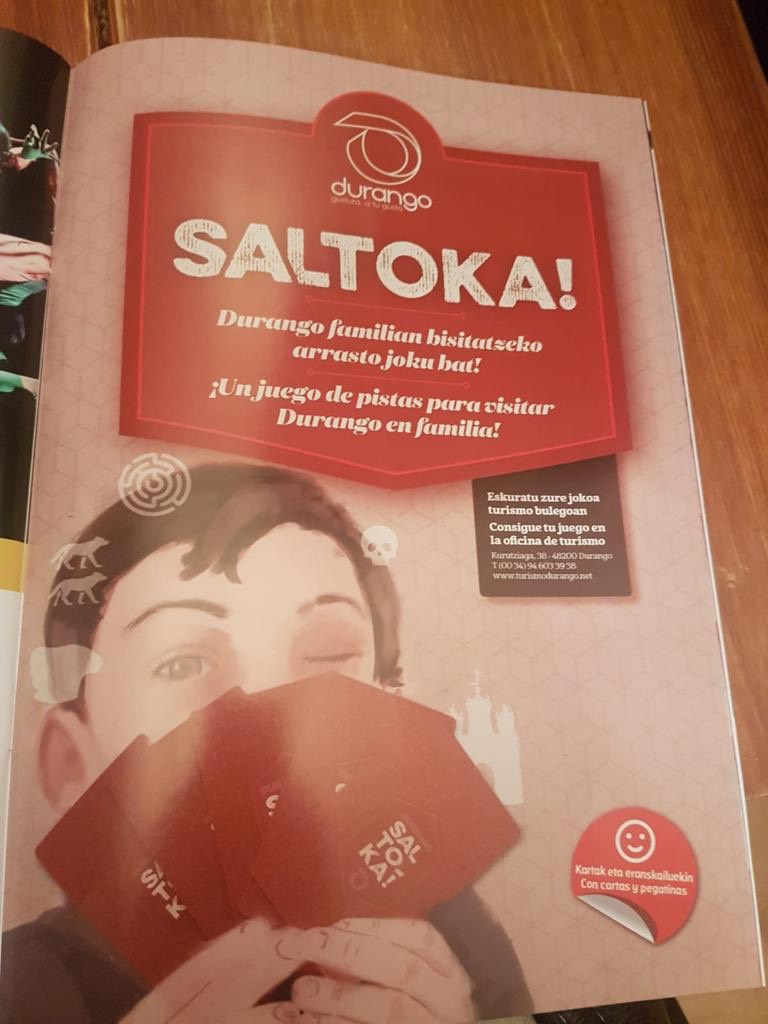 durango
gustura, a tu gusto
SALTOKA!
Durango familian bisitatzeko
arrasto joku bat!
¡Un juego de pistas para visitar
Durango en familia!
Eskuratu zure jokoa
turismo bulegoan
Consigue tu juego en
la oficina de turismo
Kurutziaga, 38 - 48200 Durango
T (00 34) 94 603 39 38
www.turismodurango.net
SAL
TO
KA!
Kartak eta eranskailuekin
Con cartas y pegatinas